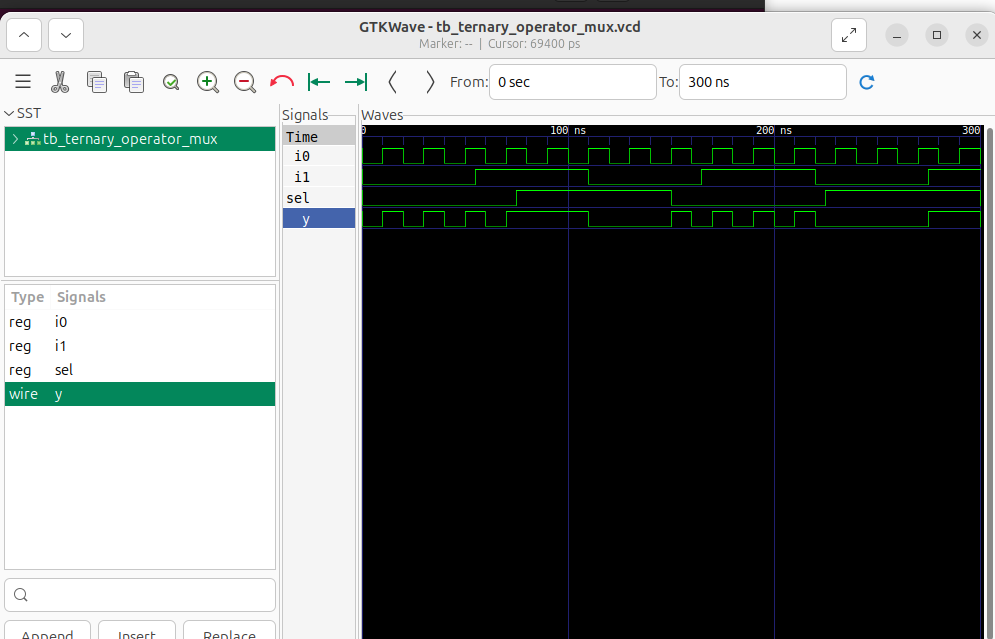 GTKWave - tb_ternary_operator_mux.vcd
Marker: -- | Cursor: 69400 ps
From: 0 sec To: 300 ns
SST
tb_ternary_operator_mux
Type Signals
reg i0
reg i1
reg sel
wire y
Append Insert Replace
Signals
Time
i0
i1
sel
y
Waves
0 100 ns 200 ns 300